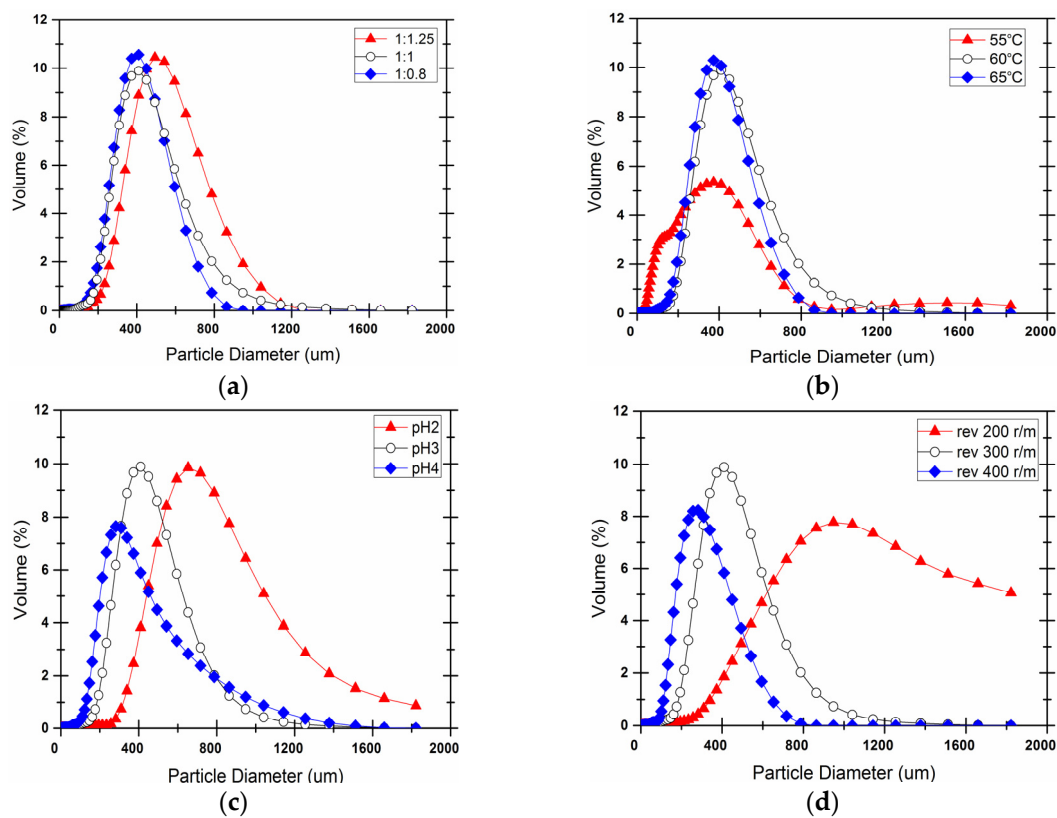 12
10
8
6
4
2
0
Volume (%)
1:1.25
1:1
1:0.8
0 400 800 1200 1600 2000
Particle Diameter (um)
(a)
12
10
8
6
4
2
0
Volume (%)
55°C
60°C
65°C
0 400 800 1200 1600 2000
Particle Diameter (um)
(b)
12
10
8
6
4
2
0
Volume (%)
pH2
pH3
pH4
0 400 800 1200 1600 2000
Particle Diameter (um)
(c)
12
10
8
6
4
2
0
Volume (%)
rev 200 r/m
rev 300 r/m
rev 400 r/m
0 400 800 1200 1600 2000
Particle Diameter (um)
(d)